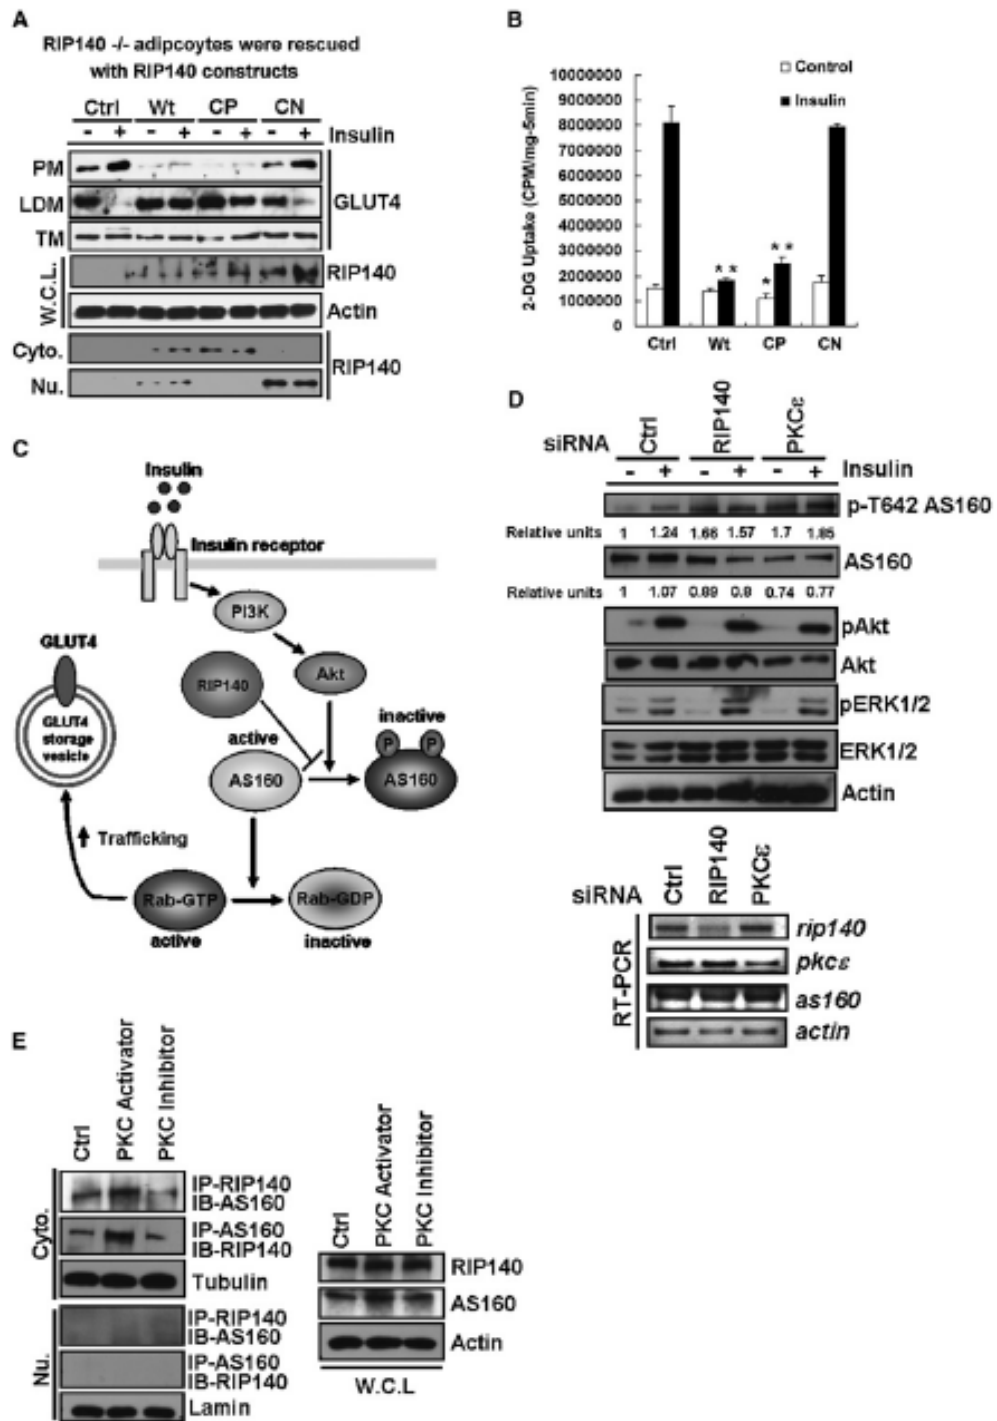 A
RIP140 -/- adipcoytes were rescued
with RIP140 constructs
Ctrl Wt CP CN
- + - + - + - + Insulin
PM
LDM
TM
GLUT4
W.C.L.
RIP140
Actin
Cyto.
Nu.
RIP140
B
Control
Insulin
2-DG Uptake (CPM/mg-5min)
10000000
9000000
8000000
7000000
6000000
5000000
4000000
3000000
2000000
1000000
0
* *
*
* *
Ctrl Wt CP CN
C
Insulin
Insulin receptor
PI3K
GLUT4
Akt
RIP140
GLUT4
storage
vesicle
inactive
P P
active
AS160
AS160
Trafficking
Rab-GTP
Rab-GDP
active
inactive
D
siRNA Ctrl RIP140 PKCε
- + - + - + Insulin
p-T642 AS160
Relative units 1 1.24 1.66 1.57 1.7 1.85
AS160
Relative units 1 1.07 0.89 0.8 0.74 0.77
pAkt
Akt
pERK1/2
ERK1/2
Actin
siRNA Ctrl RIP140 PKCε
RT-PCR
rip140
pkcε
as160
actin
E
Ctrl PKC Activator PKC Inhibitor
Cyto.
IP-RIP140
IB-AS160
IP-AS160
IB-RIP140
Tubulin
Nu.
IP-RIP140
IB-AS160
IP-AS160
IB-RIP140
Lamin
Ctrl PKC Activator PKC Inhibitor
RIP140
AS160
Actin
W.C.L